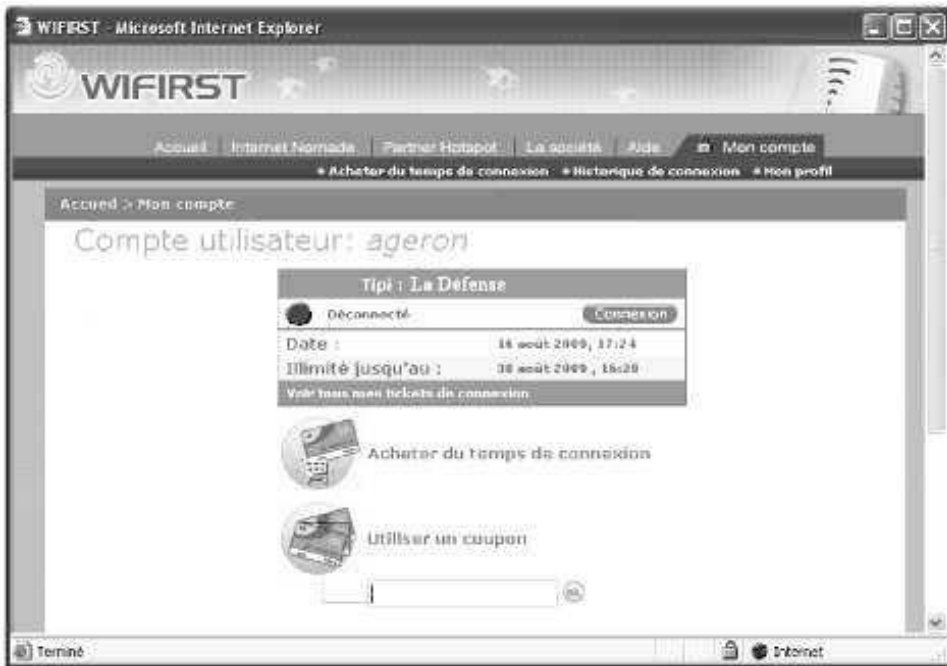 WIFIRST - Microsoft Internet Explorer
WIFIRST
Accueil Internet Nomade Partner Hotspot La société Aide Mon compte
Acheter du temps de connexion Historique de connexion Mon profil
Accueil > Mon compte
Compte utilisateur: ageron
Tipi : La Défense
Déconnecté Connexion
Date : 16 août 2009, 17:24
Illimité jusqu'au : 30 août 2009 , 16:20
Voir tous mes tickets de connexion
Acheter du temps de connexion
Utiliser un coupon
ok
Terminé Internet